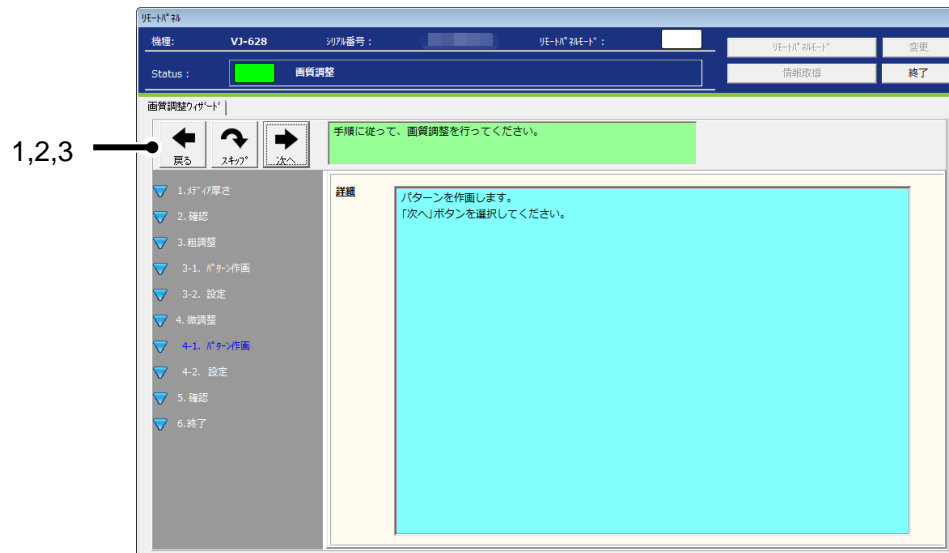 ﾘﾓｰﾄﾊﾟﾈﾙ
機種: VJ-628 ｼﾘｱﾙ番号： ﾘﾓｰﾄﾊﾟﾈﾙﾓｰﾄﾞ： ﾘﾓｰﾄﾊﾟﾈﾙﾓｰﾄﾞ 変更
Status： 画質調整 情報取得 終了
画質調整ｳｨｻﾞｰﾄﾞ
1,2,3
戻る ｽｷｯﾌﾟ 次へ
手順に従って、画質調整を行ってください。
1.ﾒﾃﾞｨｱ厚さ
2. 確認
3.粗調整
3-1. ﾊﾟﾀｰﾝ作画
3-2. 設定
4. 微調整
4-1. ﾊﾟﾀｰﾝ作画
4-2. 設定
5. 確認
6.終了
詳細
パターンを作画します。
「次へ」ボタンを選択してください。